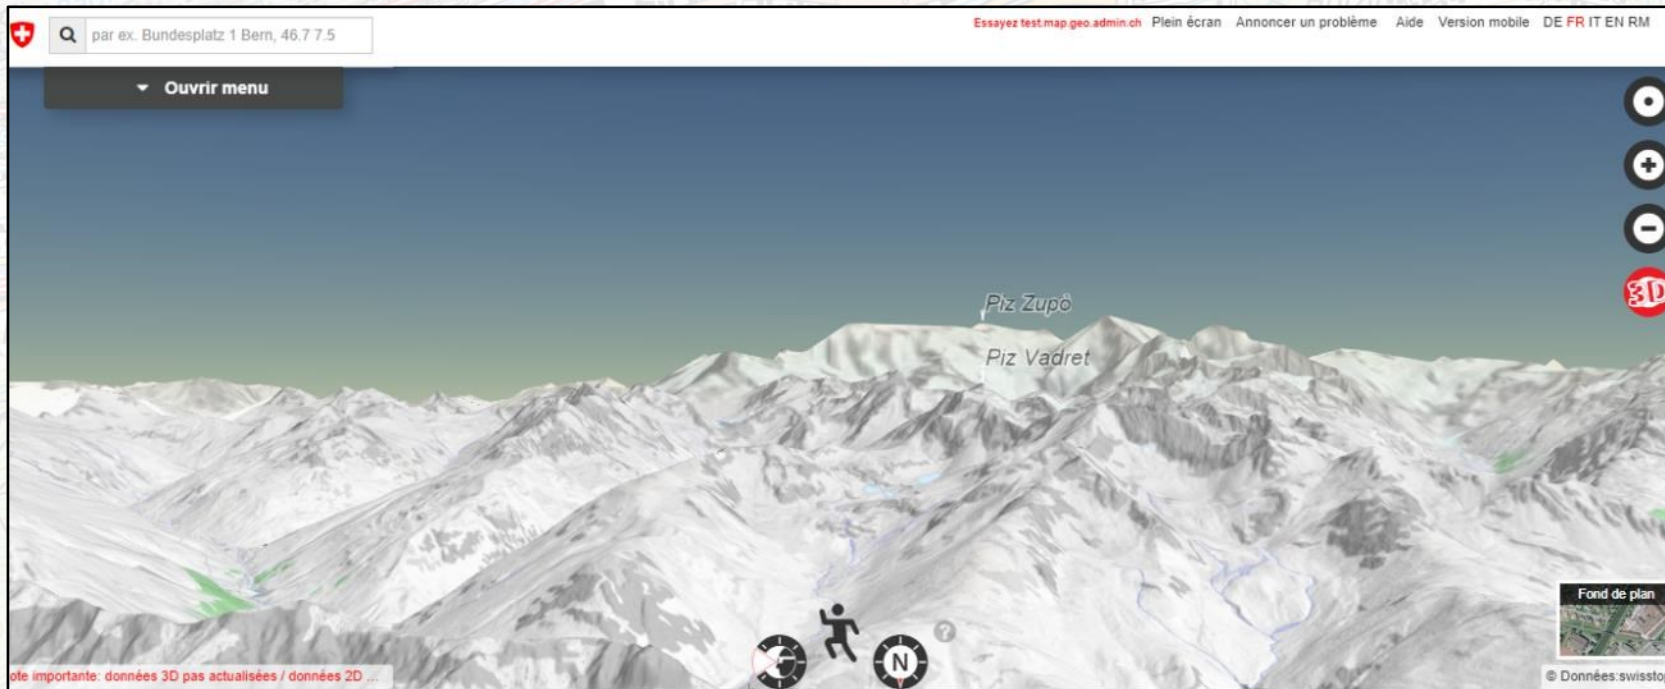 par ex. Bundesplatz 1 Bern, 46.7 7.5
Essayez test.map.geo.admin.ch Plein écran Annoncer un problème Aide Version mobile DE FR IT EN RM
Ouvrir menu
3D
Piz Zupò
Piz Vadret
Fond de plan
N
?
ote importante: données 3D pas actualisées / données 2D ...
© Données:swissto